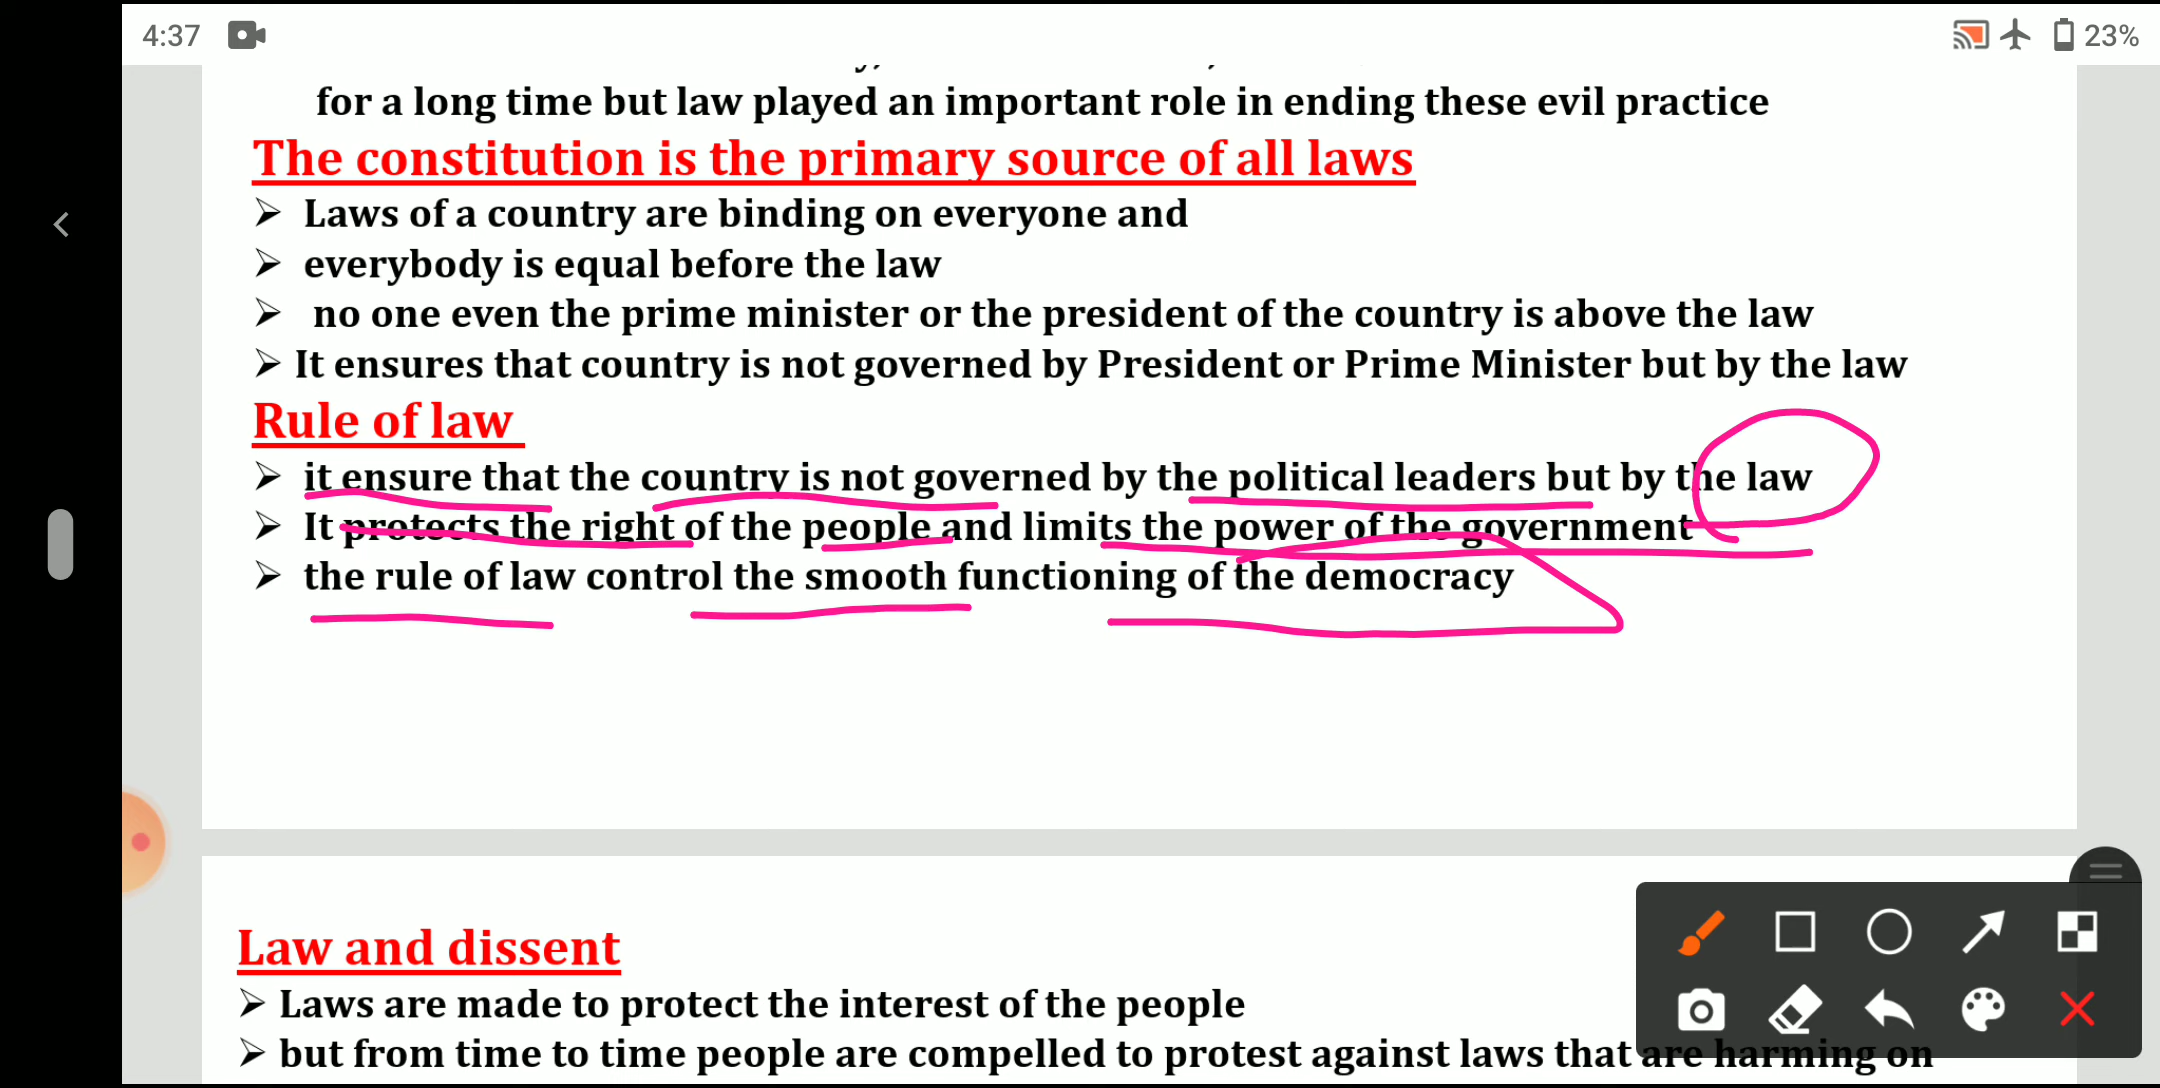 4:37
23%
for a long time but law played an important role in ending these evil practice
The constitution is the primary source of all laws
➢ Laws of a country are binding on everyone and
➢ everybody is equal before the law
➢ no one even the prime minister or the president of the country is above the law
➢ It ensures that country is not governed by President or Prime Minister but by the law
Rule of law
➢ it ensure that the country is not governed by the political leaders but by the law
➢ It protects the right of the people and limits the power of the government
➢ the rule of law control the smooth functioning of the democracy
Law and dissent
➢ Laws are made to protect the interest of the people
➢ but from time to time people are compelled to protest against laws that are harming on